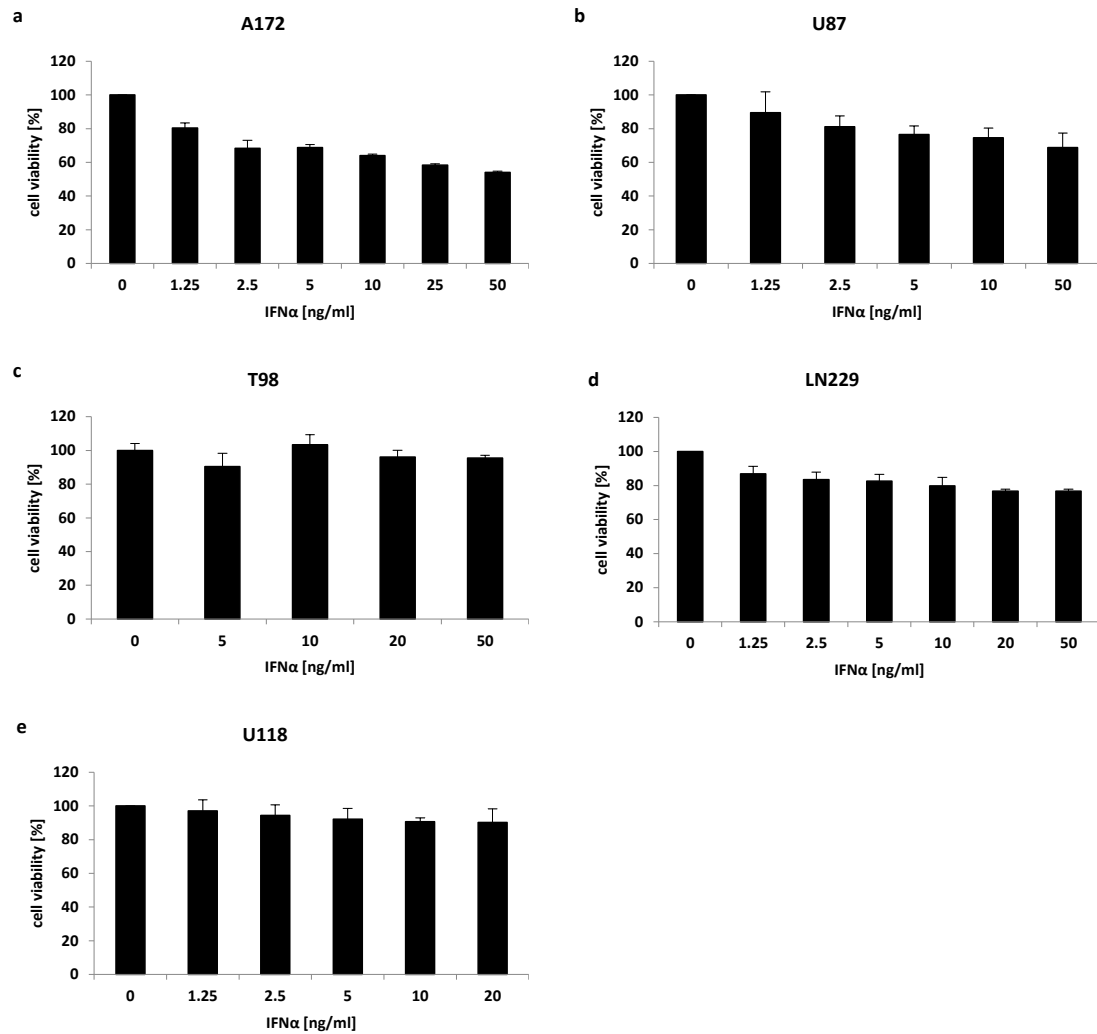 a
A172
120
100
80
60
40
20
0
cell viability [%]
0 1.25 2.5 5 10 25 50
IFNα [ng/ml]
b
U87
120
100
80
60
40
20
0
cell viability [%]
0 1.25 2.5 5 10 50
IFNα [ng/ml]
c
T98
120
100
80
60
40
20
0
cell viability [%]
0 5 10 20 50
IFNα [ng/ml]
d
LN229
120
100
80
60
40
20
0
cell viability [%]
0 1.25 2.5 5 10 20 50
IFNα [ng/ml]
e
U118
120
100
80
60
40
20
0
cell viability [%]
0 1.25 2.5 5 10 20
IFNα [ng/ml]